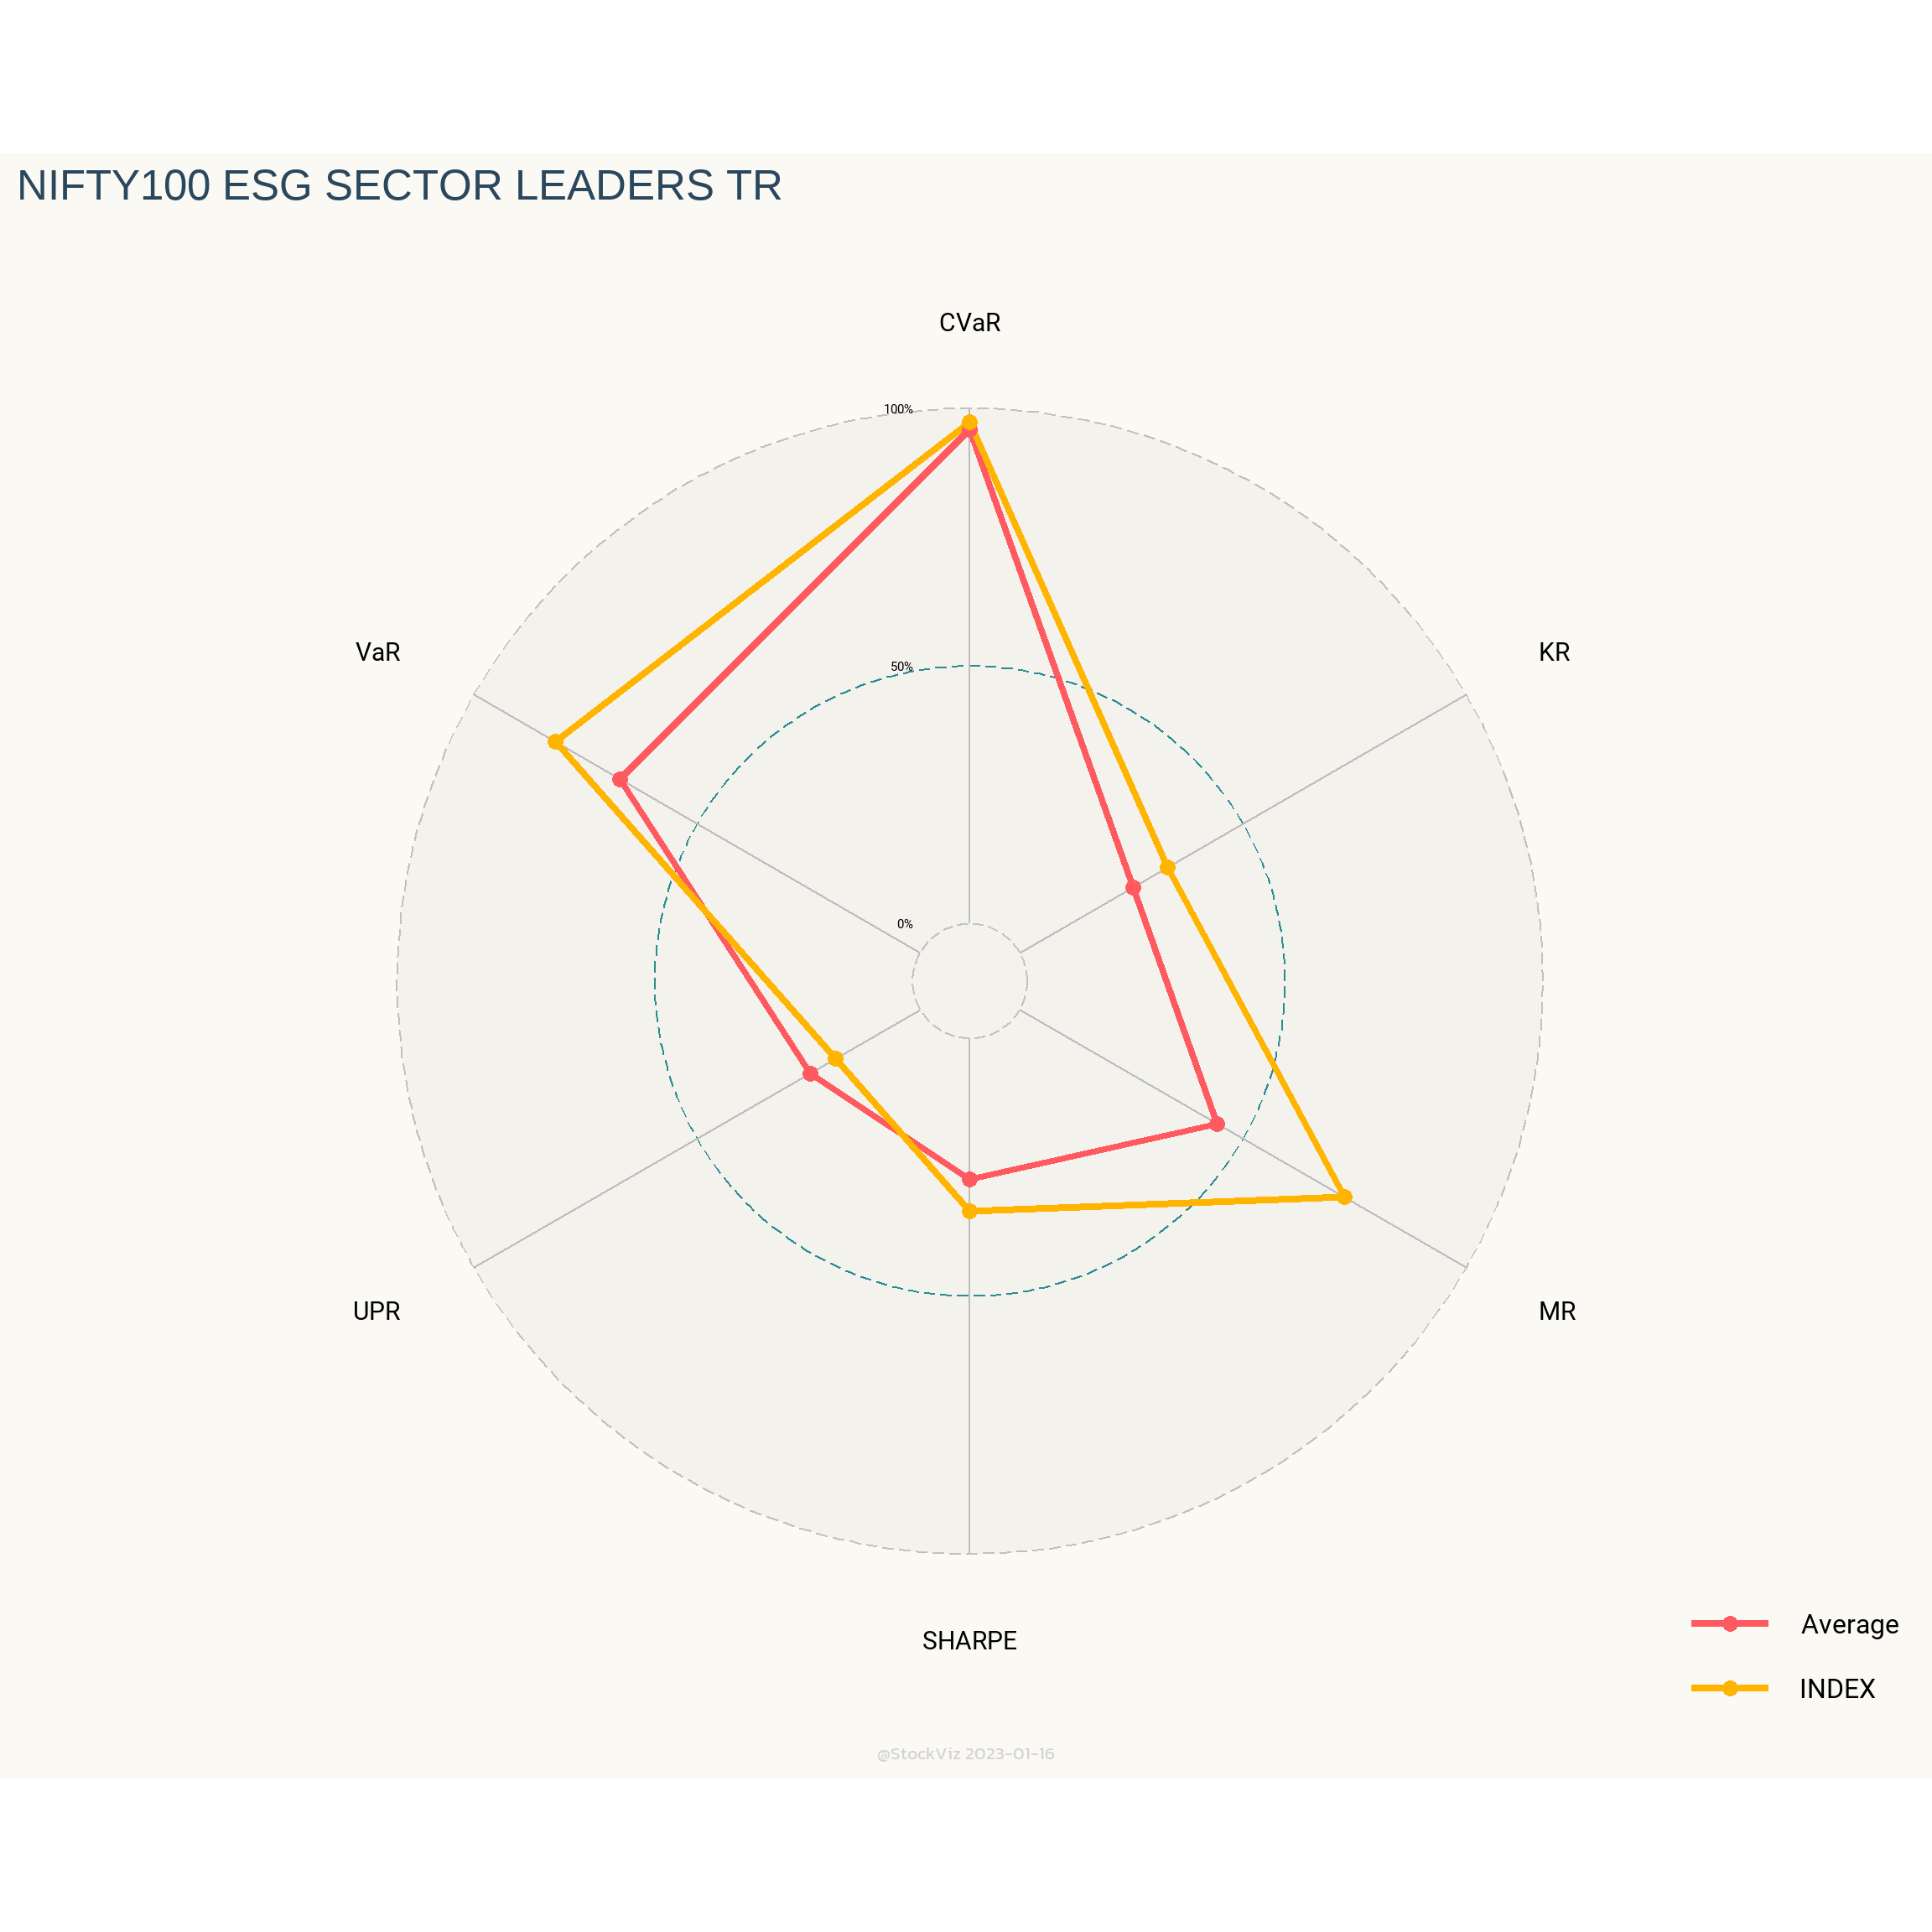 NIFTY100 ESG SECTOR LEADERS TR
CVaR
100%
VaR
KR
50%
0%
UPR
MR
SHARPE
Average
INDEX
@StockViz 2023-01-16